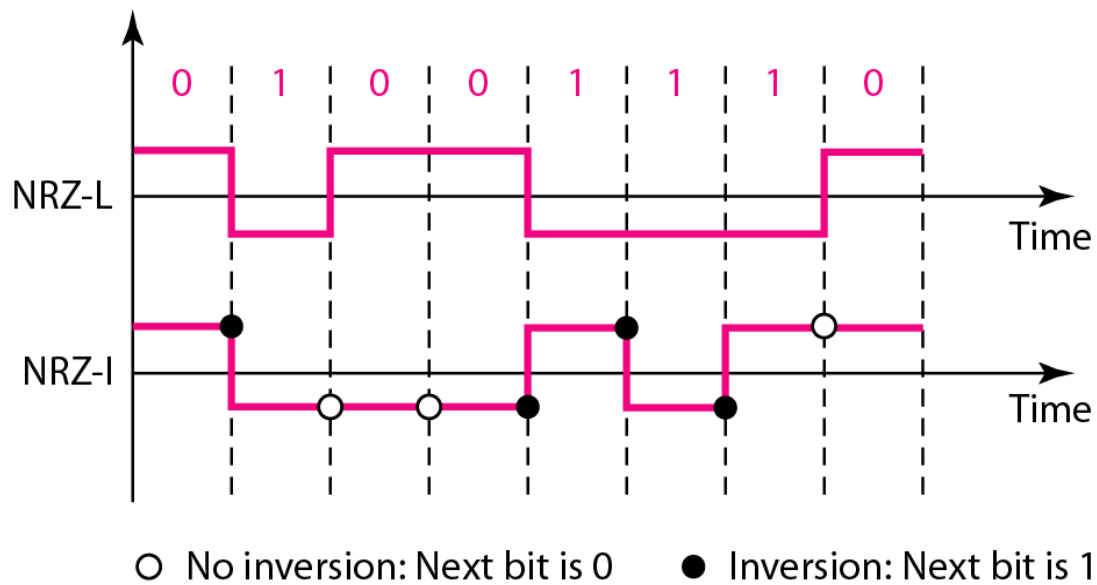 0 1 0 0 1 1 1 0
NRZ-L
Time
NRZ-I
Time
No inversion: Next bit is 0
Inversion: Next bit is 1